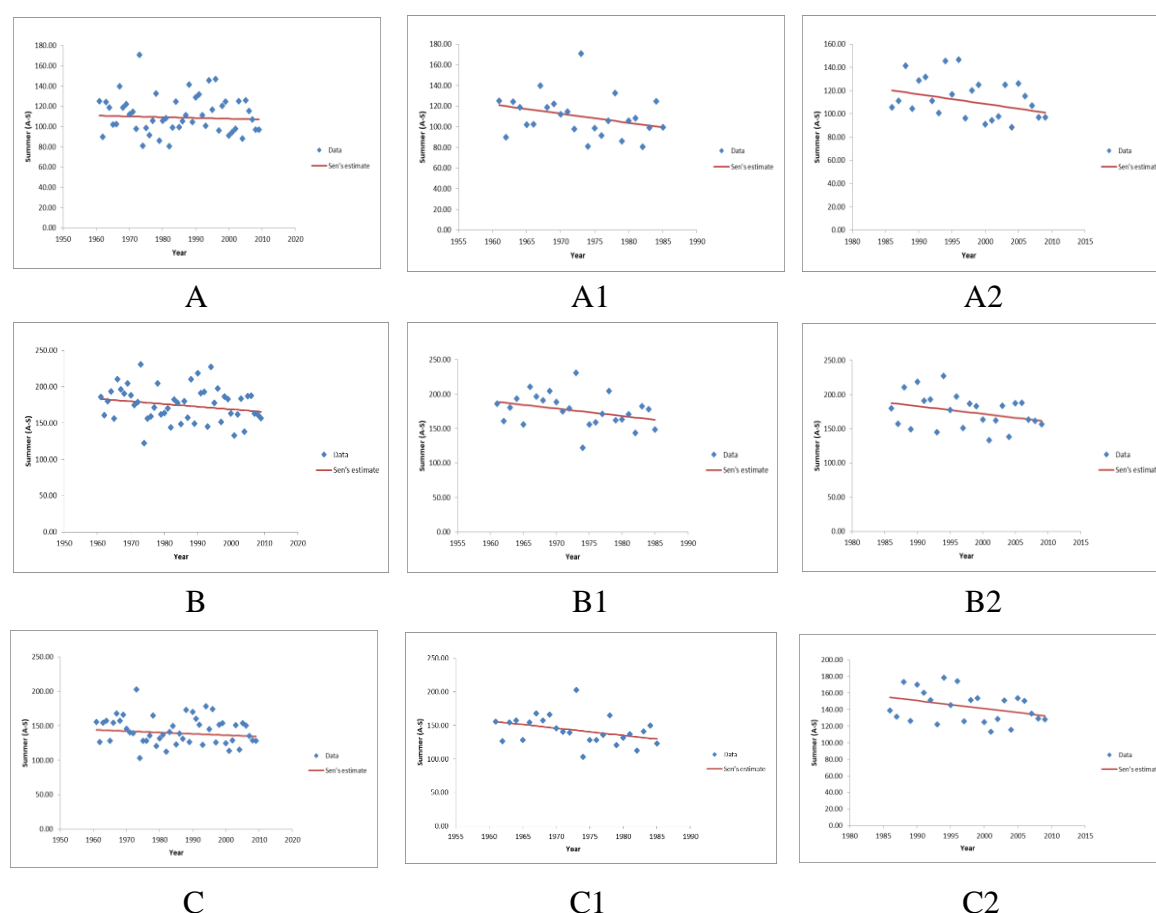 180.00
160.00
140.00
120.00
100.00
80.00
60.00
40.00
20.00
0.00
Summer (A-S)
1950 1960 1970 1980 1990 2000 2010 2020
Year
Data
Sen's estimate
A
180.00
160.00
140.00
120.00
100.00
80.00
60.00
40.00
20.00
0.00
Summer (A-S)
1955 1960 1965 1970 1975 1980 1985 1990
Year
Data
Sen's estimate
A1
160.00
140.00
120.00
100.00
80.00
60.00
40.00
20.00
0.00
Summer (A-S)
1980 1985 1990 1995 2000 2005 2010 2015
Year
Data
Sen's estimate
A2
250.00
200.00
150.00
100.00
50.00
0.00
Summer (A-S)
1950 1960 1970 1980 1990 2000 2010 2020
Year
Data
Sen's estimate
B
250.00
200.00
150.00
100.00
50.00
0.00
Summer (A-S)
1955 1960 1965 1970 1975 1980 1985 1990
Year
Data
Sen's estimate
B1
250.00
200.00
150.00
100.00
50.00
0.00
Summer (A-S)
1980 1985 1990 1995 2000 2005 2010 2015
Year
Data
Sen's estimate
B2
250.00
200.00
150.00
100.00
50.00
0.00
Summer (A-S)
1950 1960 1970 1980 1990 2000 2010 2020
Year
Data
Sen's estimate
C
250.00
200.00
150.00
100.00
50.00
0.00
Summer (A-S)
1955 1960 1965 1970 1975 1980 1985 1990
Year
Data
Sen's estimate
C1
200.00
180.00
160.00
140.00
120.00
100.00
80.00
60.00
40.00
20.00
0.00
Summer (A-S)
1980 1985 1990 1995 2000 2005 2010 2015
Year
Data
Sen's estimate
C2